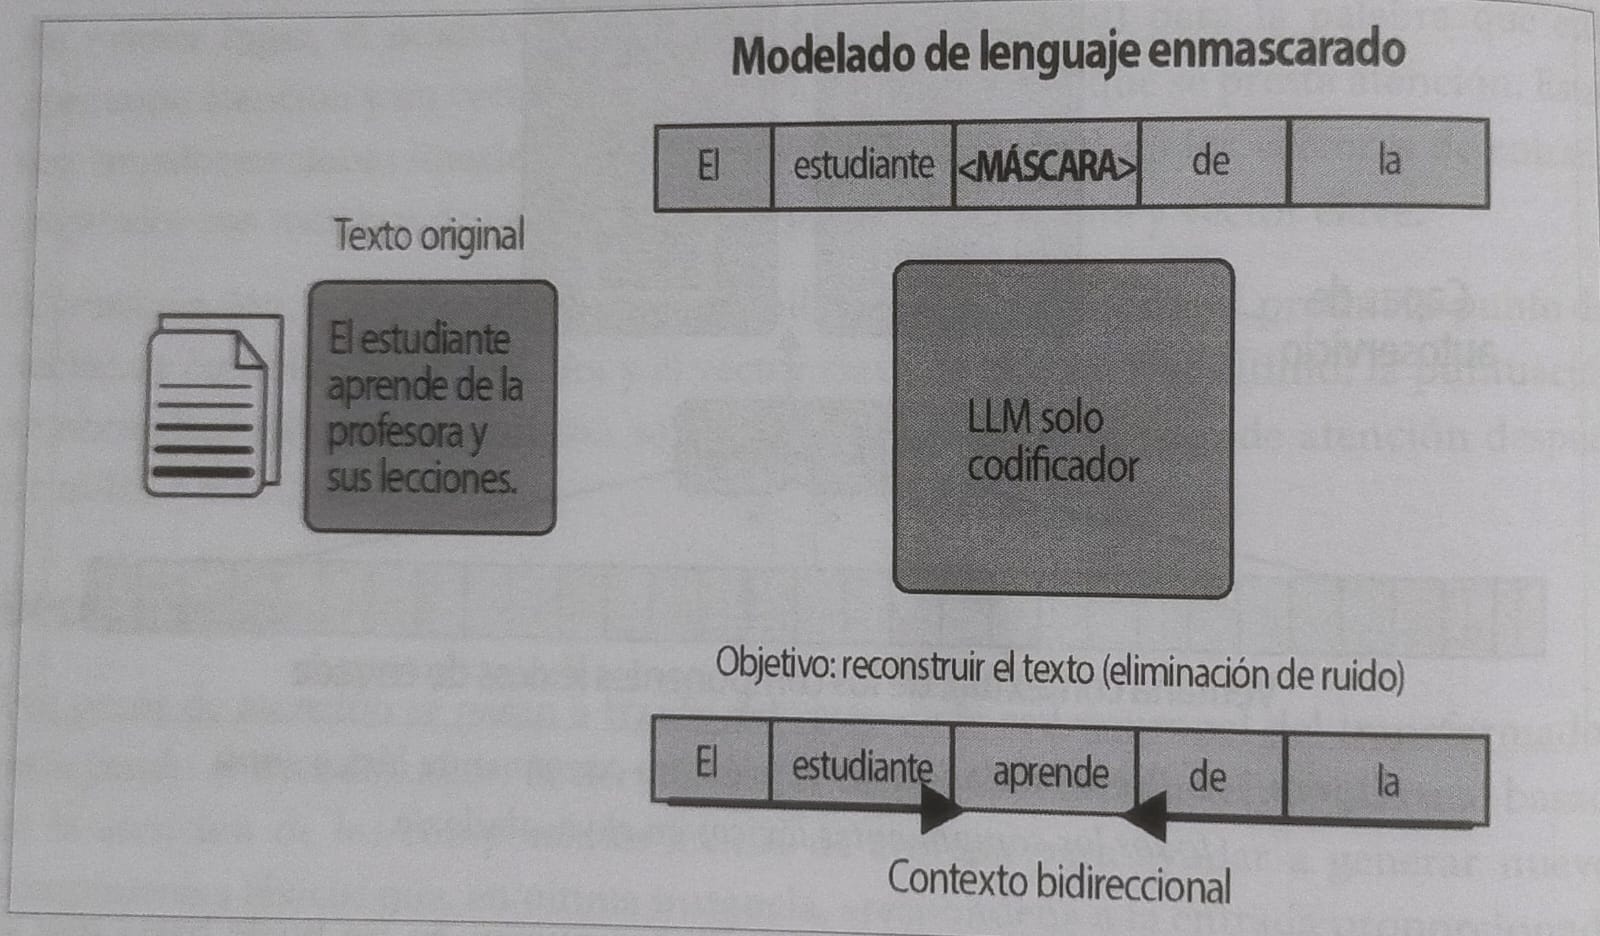 Modelado de lenguaje enmascarado
El estudiante <MÁSCARA> de la
Texto original
El estudiante
aprende de la
profesora y
sus lecciones.
LLM solo
codificador
Objetivo: reconstruir el texto (eliminación de ruido)
El estudiante aprende de la
Contexto bidireccional